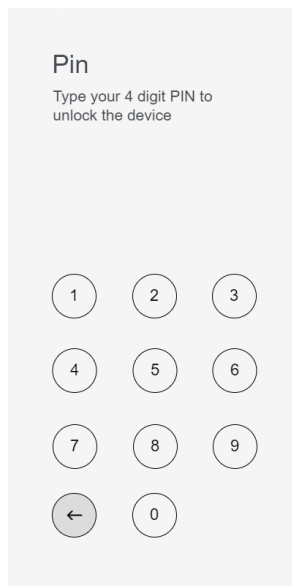 Pin
Type your 4 digit PIN to
unlock the device
1 2 3
4 5 6
7 8 9
← 0